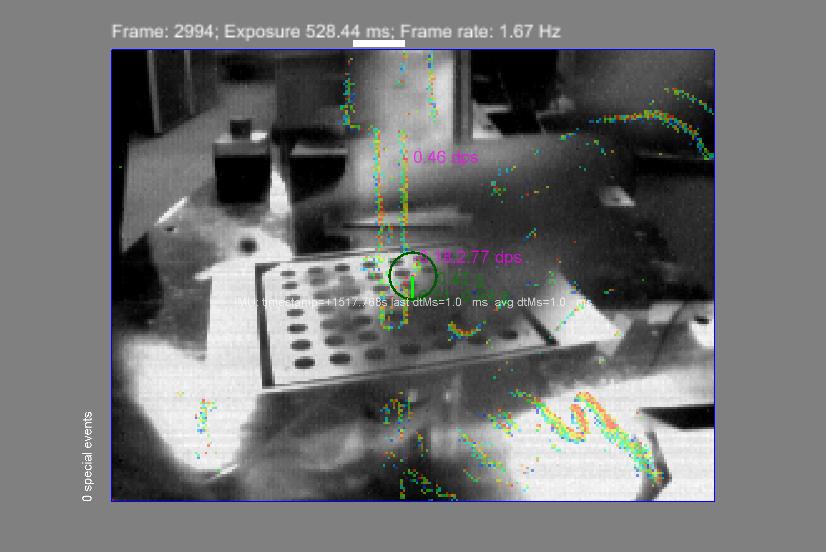 Frame: 2994; Exposure 528.44 ms; Frame rate: 1.67 Hz
0.46 dps
2.77 dps
IMU: timestamp=+1517.768s last dtMs=1.0 ms avg dtMs=1.0 ms
0 special events